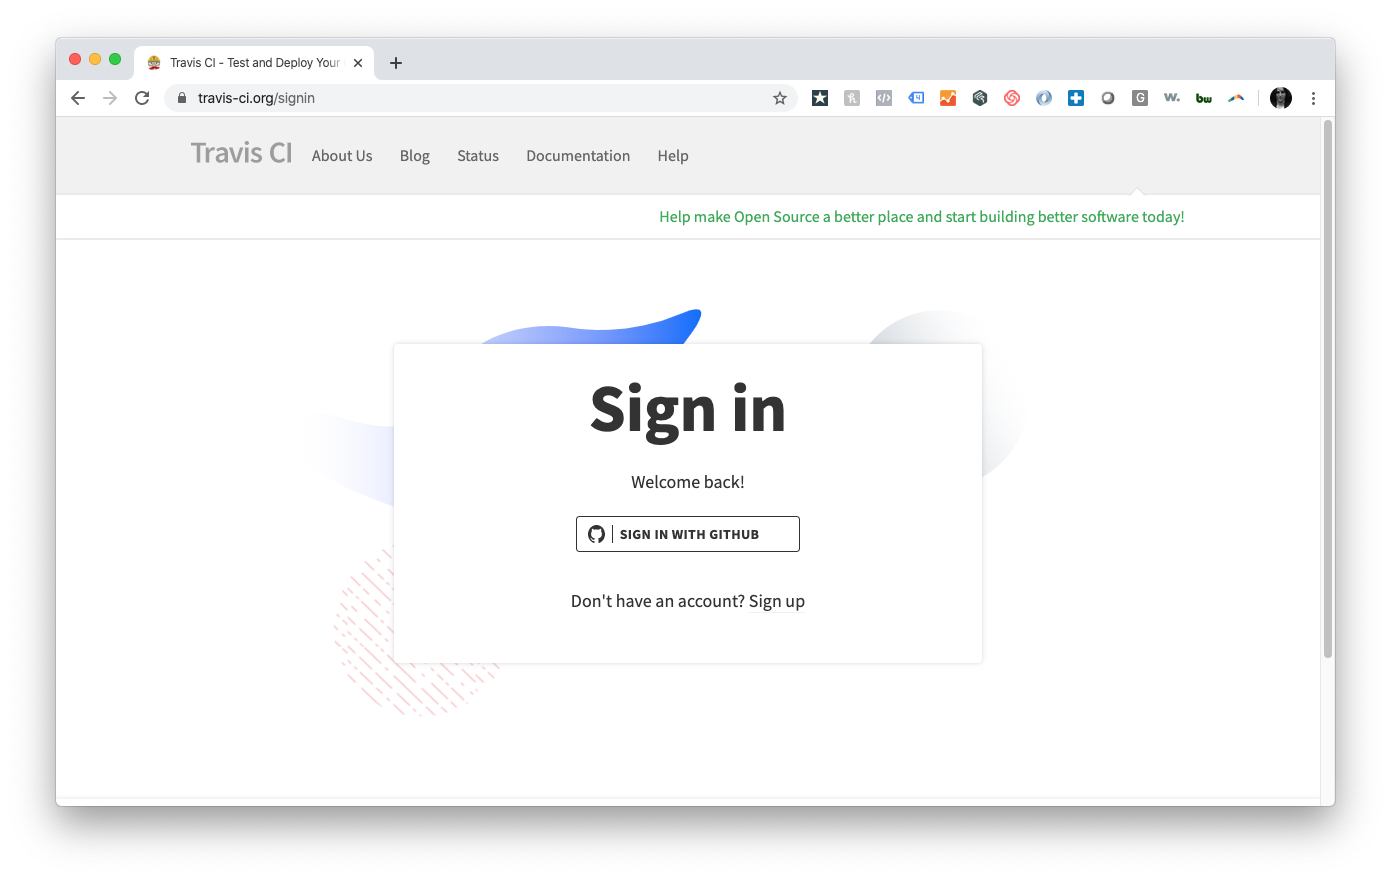 Travis CI - Test and Deploy Your
travis-ci.org/signin
Travis CI About Us Blog Status Documentation Help
Help make Open Source a better place and start building better software today!
Sign in
Welcome back!
SIGN IN WITH GITHUB
Don't have an account? Sign up